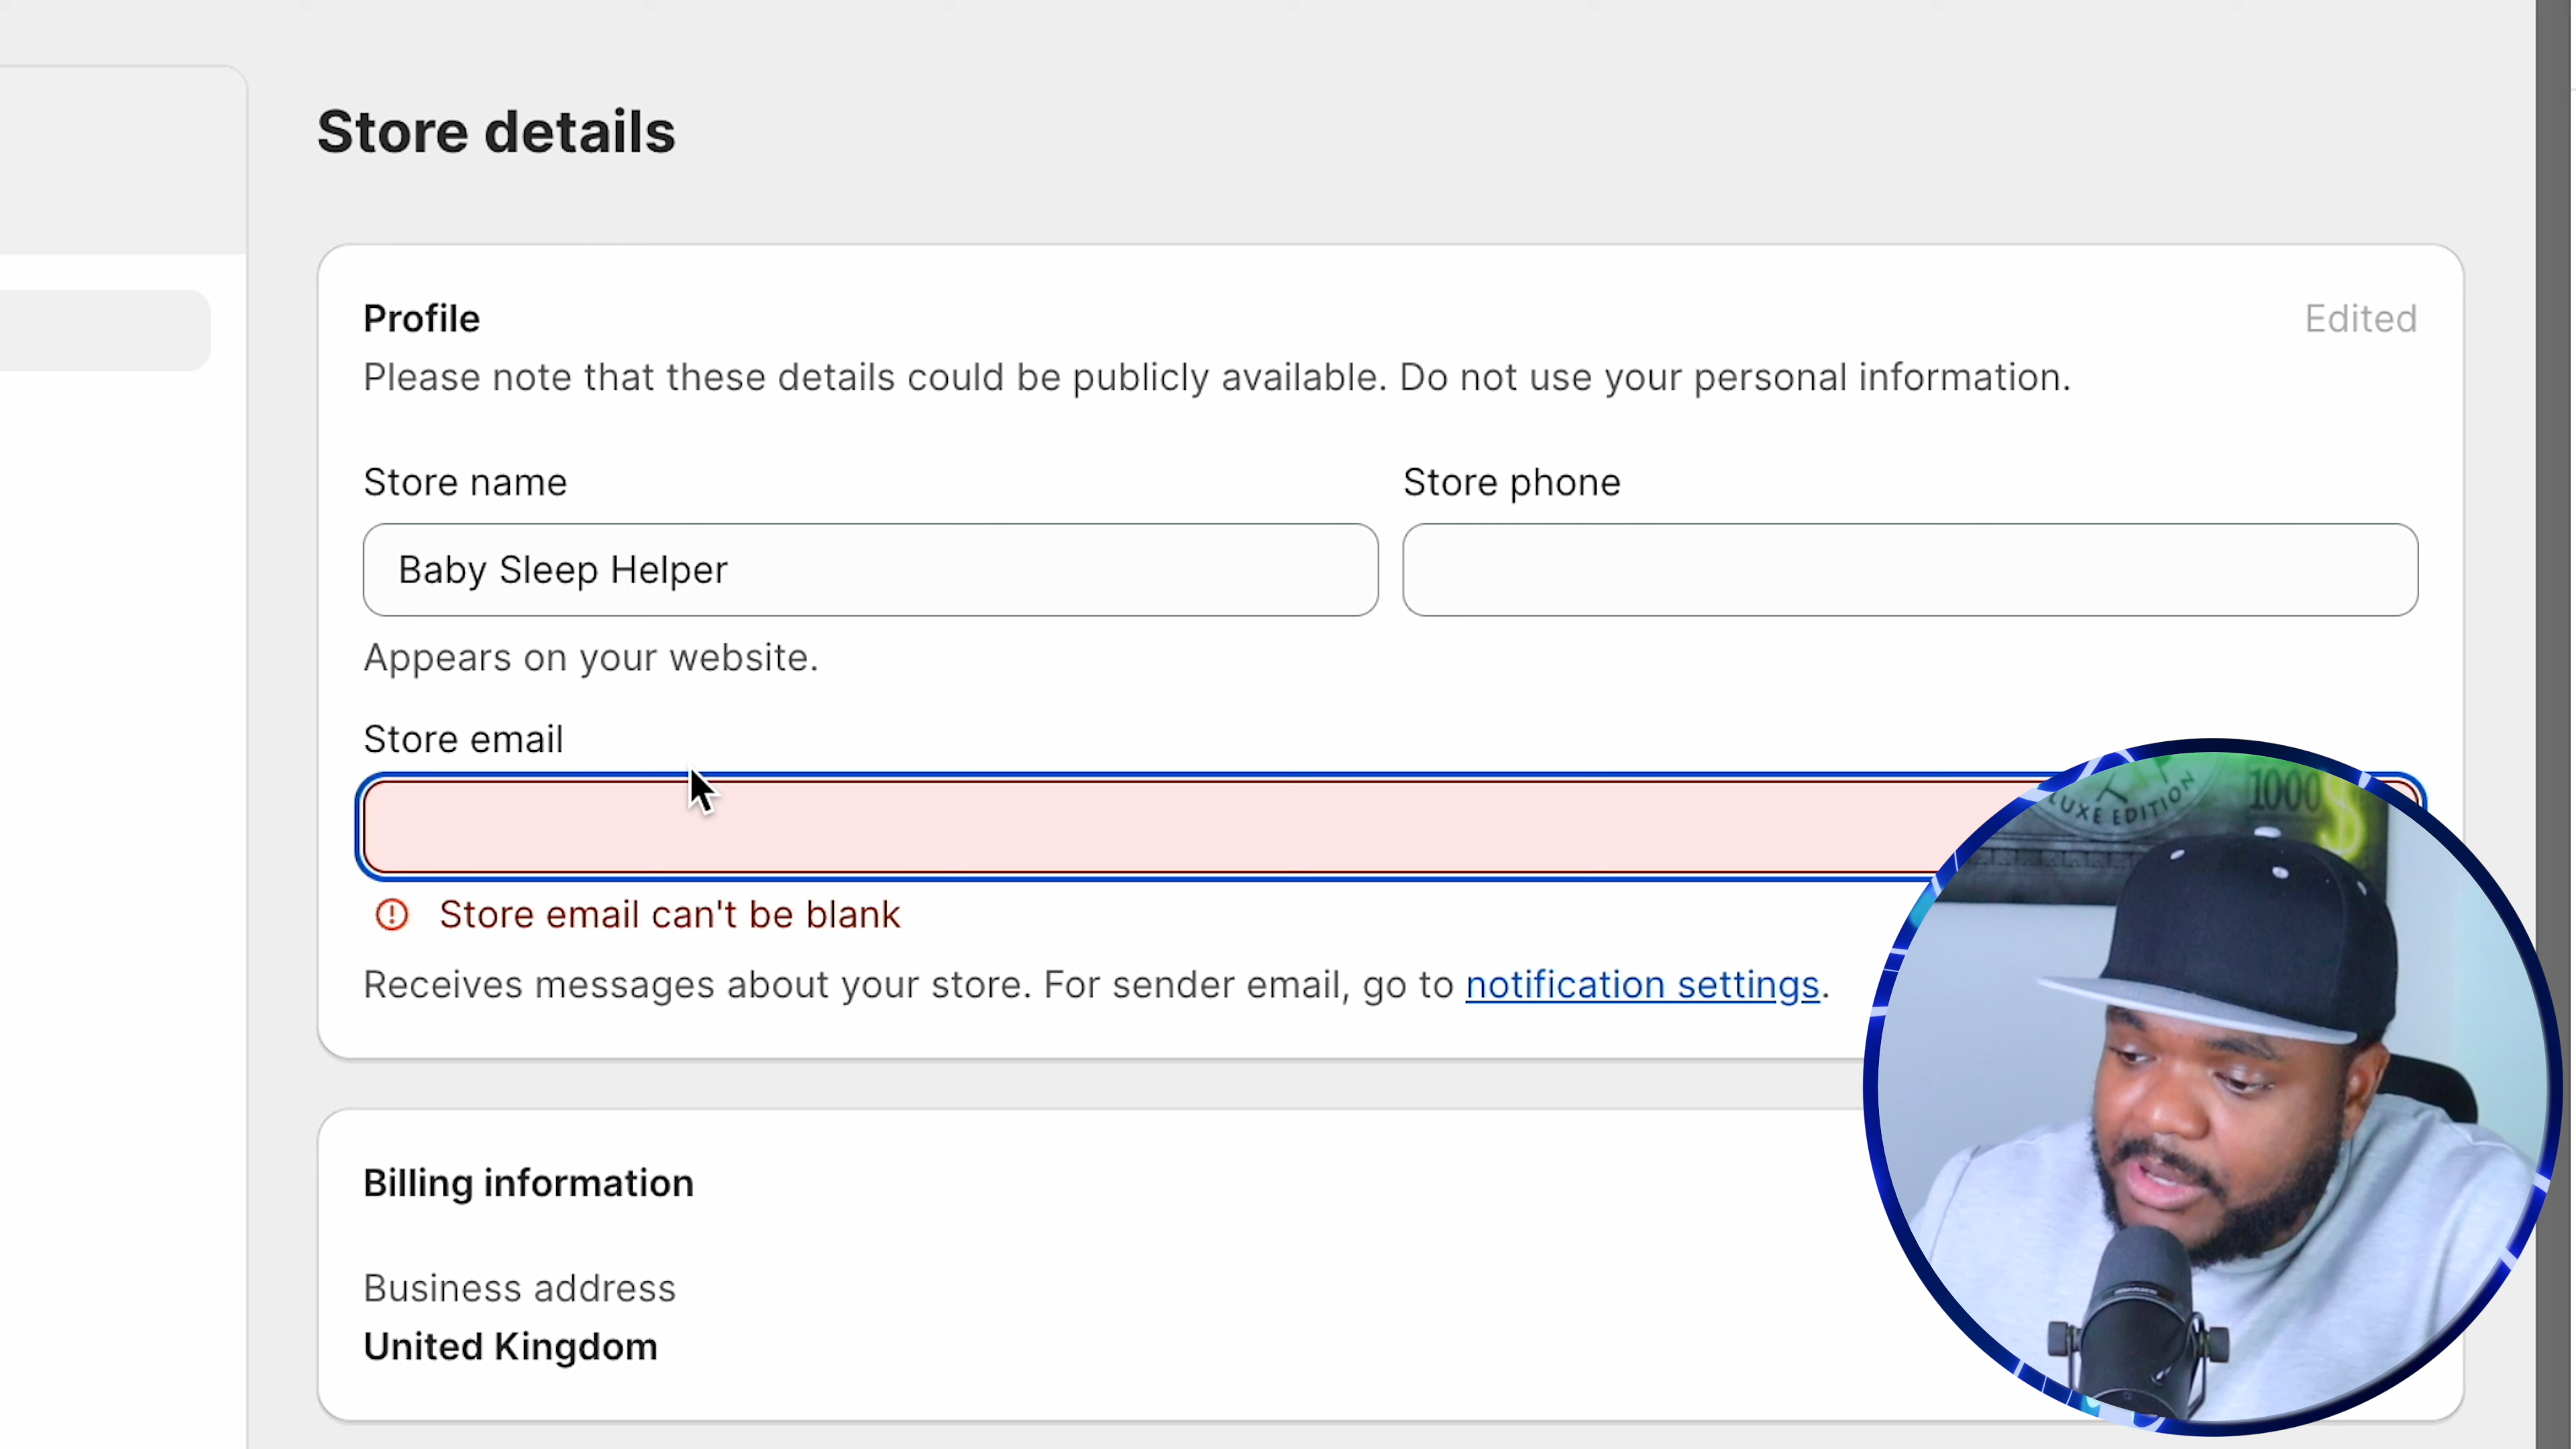 Store details
Profile
Edited
Please note that these details could be publicly available. Do not use your personal information.
Store name
Store phone
Baby Sleep Helper
Appears on your website.
Store email
Store email can't be blank
Receives messages about your store. For sender email, go to notification settings.
Billing information
Business address
United Kingdom
1000
EDITION
$